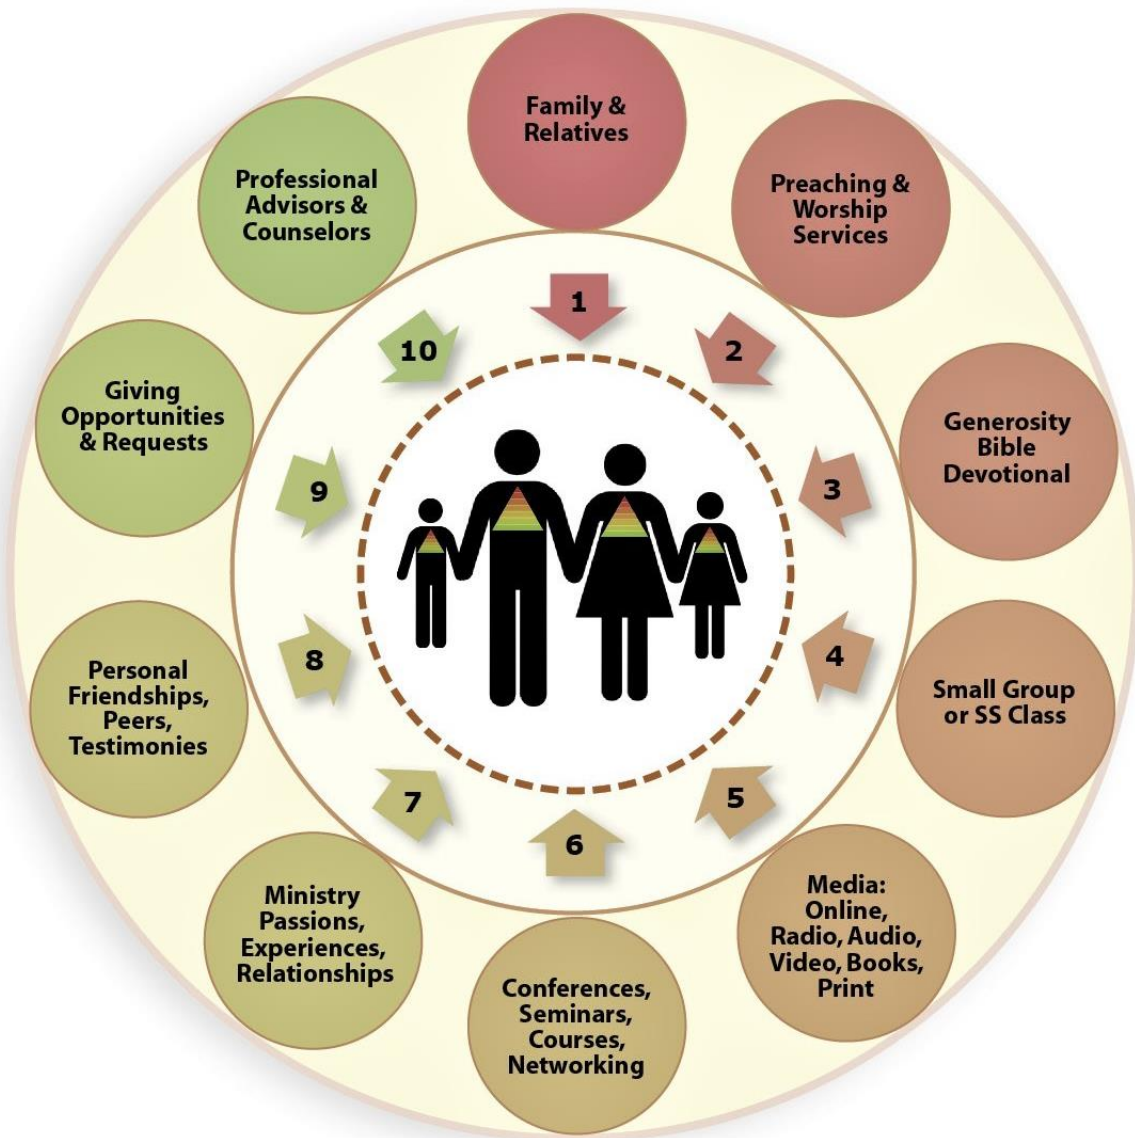 Family &
Relatives
1
Preaching &
Worship
Services
2
Generosity
Bible
Devotional
3
Small Group
or SS Class
4
Media:
Online,
Radio, Audio,
Video, Books,
Print
5
Conferences,
Seminars,
Courses,
Networking
6
Ministry
Passions,
Experiences,
Relationships
7
Personal
Friendships,
Peers,
Testimonies
8
Giving
Opportunities
& Requests
9
Professional
Advisors &
Counselors
10